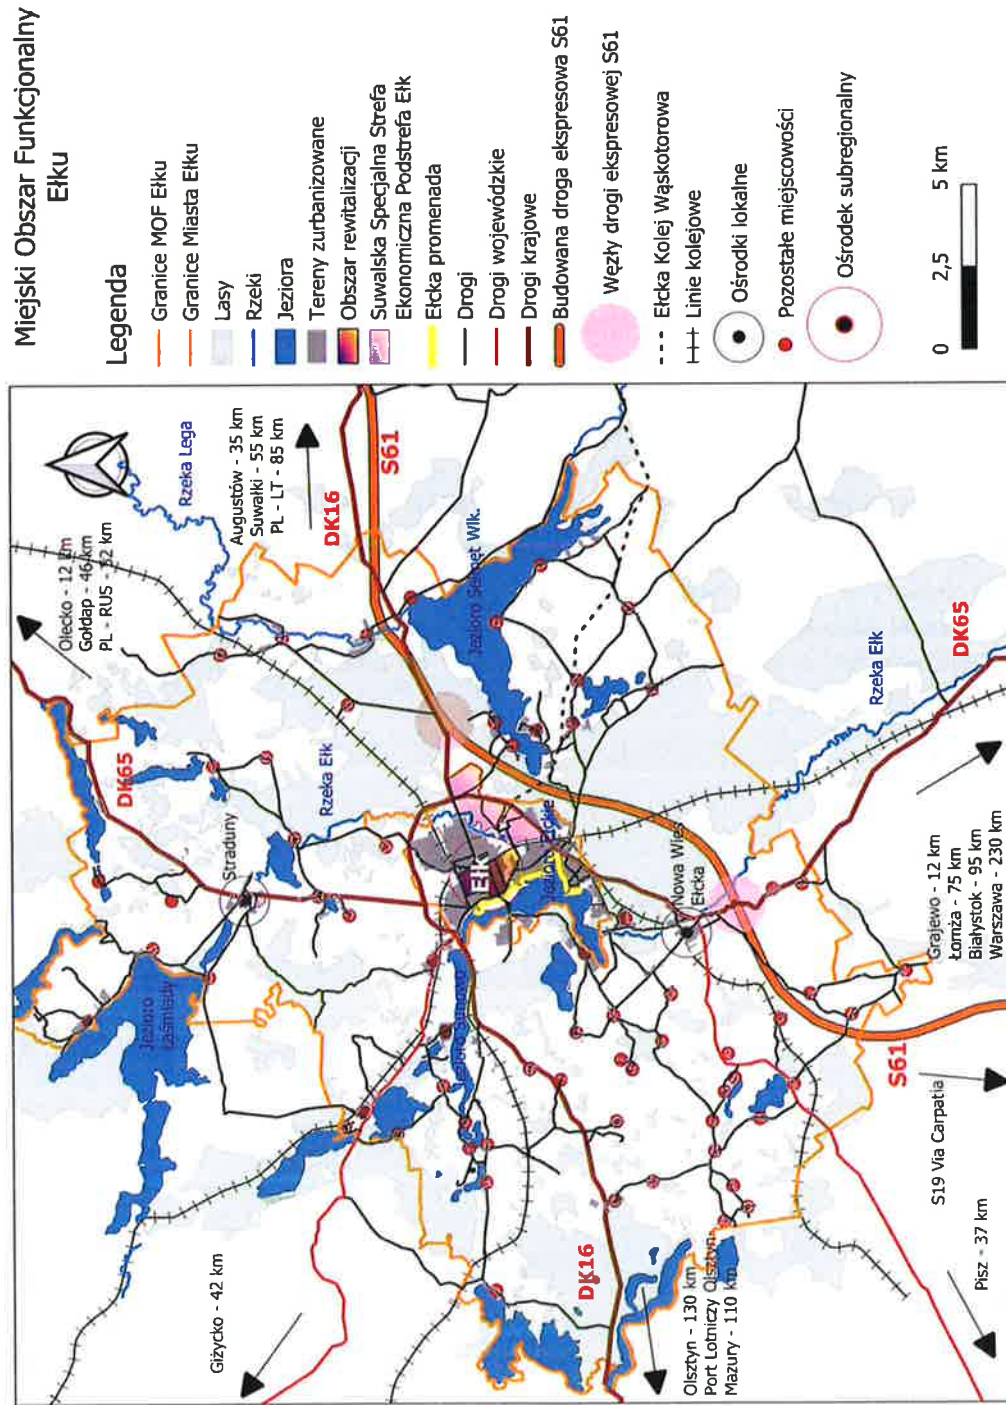 Miejski Obszar Funkcjonalny
Ełku
Legenda
Granice MOF Ełku
Granice Miasta Ełku
Lasy
Rzeki
Jeziora
Tereny zurbanizowane
Obszar rewitalizacji
Suwalska Specjalna Strefa
Ekonomiczna Podstrefa Ełk
Ełcka promenada
Drogi
Drogi wojewódzkie
Drogi krajowe
Budowana droga ekspresowa S61
Węzły drogi ekspresowej S61
Ełcka Kolej Wąskotorowa
Linie kolejowe
Ośrodki lokalne
Pozostałe miejscowości
Ośrodek subregionalny
0 2,5 5 km
Olecko - 12 km
Gołdap - 46 km
PL - RUS - 52 km
Rzeka Lega
Augustów - 35 km
Suwałki - 55 km
PL - LT - 85 km
DK16
S61
DK65
Straduny
Rzeka Ełk
Jezioro
Łaśmiady
Jezioro Selmęt Wlk.
Ełk
Nowa Wieś
Ełcka
Giżycko - 42 km
DK16
Olsztyn - 130 km
Port Lotniczy Olsztyn
Mazury - 110 km
S61
S19 Via Carpatia
Pisz - 37 km
Grajewo - 12 km
Łomża - 75 km
Białystok - 95 km
Warszawa - 230 km
Rzeka Ełk
DK65